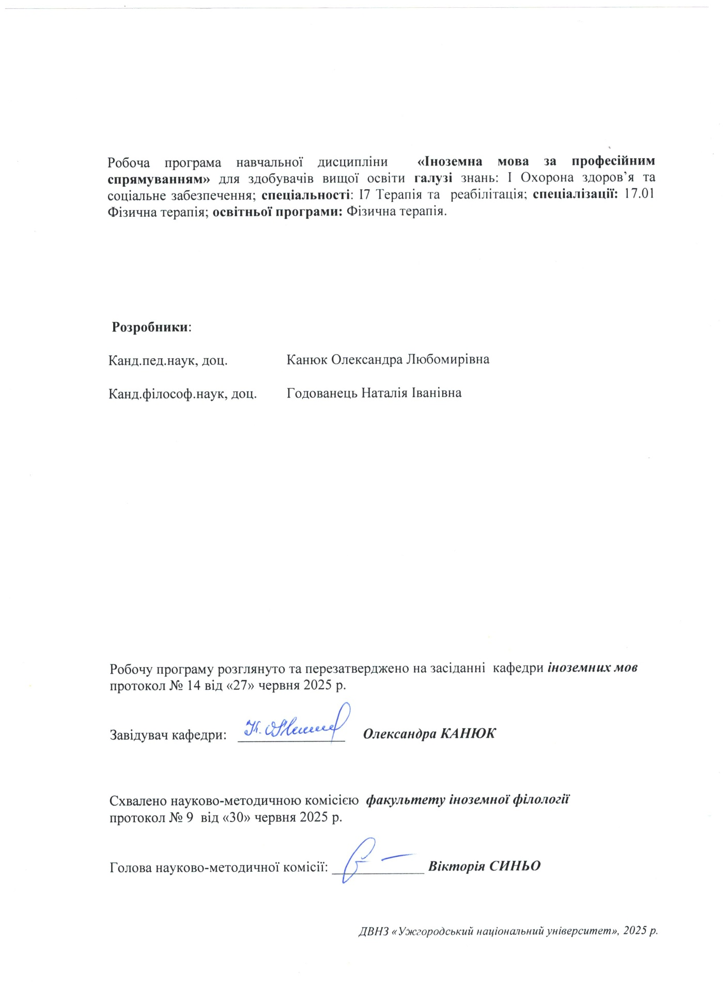 Робоча програма навчальної дисципліни «Іноземна мова за професійним
спрямуванням» для здобувачів вищої освіти галузі знань: І Охорона здоров’я та
соціальне забезпечення; спеціальності: І7 Терапія та реабілітація; спеціалізації: 17.01
Фізична терапія; освітньої програми: Фізична терапія.
Розробники:
Канд.пед.наук, доц. Канюк Олександра Любомирівна
Канд.філософ.наук, доц. Годованець Наталія Іванівна
Робочу програму розглянуто та перезатверджено на засіданні кафедри іноземних мов
протокол № 14 від «27» червня 2025 р.
Завідувач кафедри: Олександра КАНЮК
Схвалено науково-методичною комісією факультету іноземної філології
протокол № 9 від «30» червня 2025 р.
Голова науково-методичної комісії: Вікторія СИНЬО
ДВНЗ «Ужгородський національний університет», 2025 р.